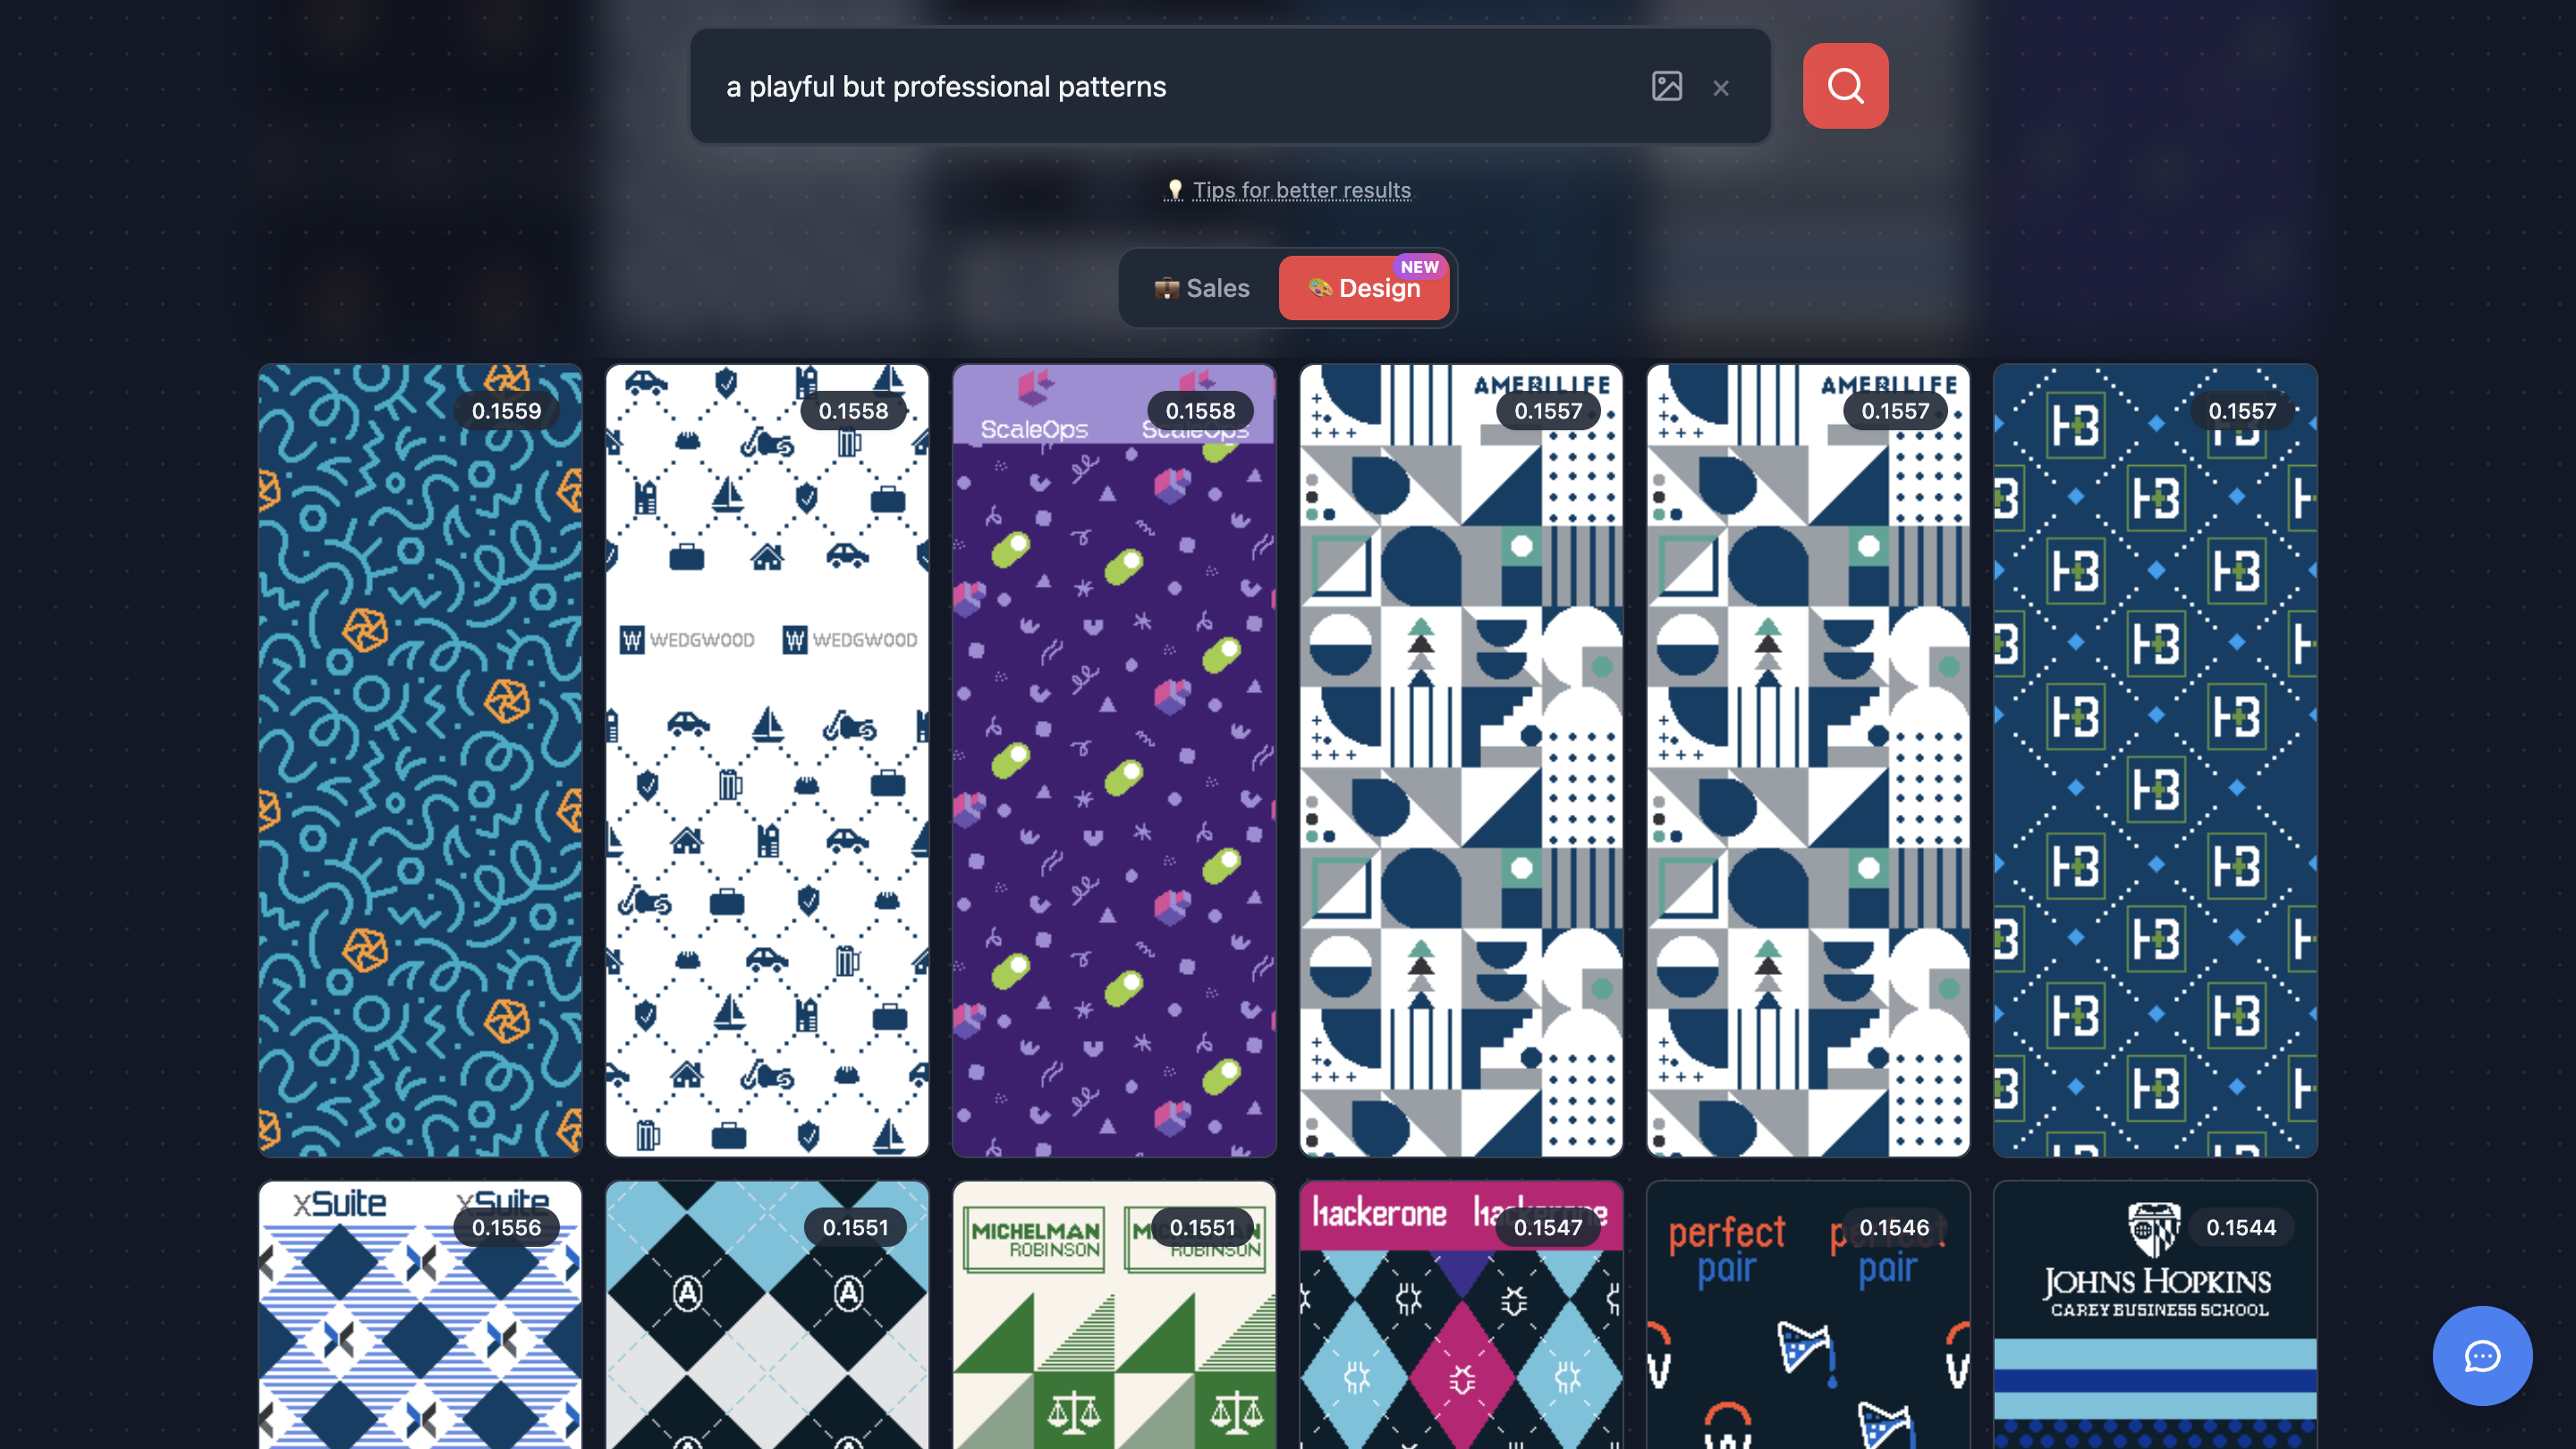 a playful but professional patterns
Tips for better results
Sales
Design
NEW
0.1559
0.1558
ScaleOps ScaleOps
0.1558
AMERILIFE
0.1557
AMERILIFE
0.1557
0.1557
W WEDGWOOD W WEDGWOOD
H+B
xSuite xSuite
0.1556
0.1551
A A
MICHELMAN
ROBINSON
0.1551
ROBINSON
hackerone hackerone
0.1547
perfect perfect
pair pair
0.1546
JOHNS HOPKINS
CAREY BUSINESS SCHOOL
0.1544